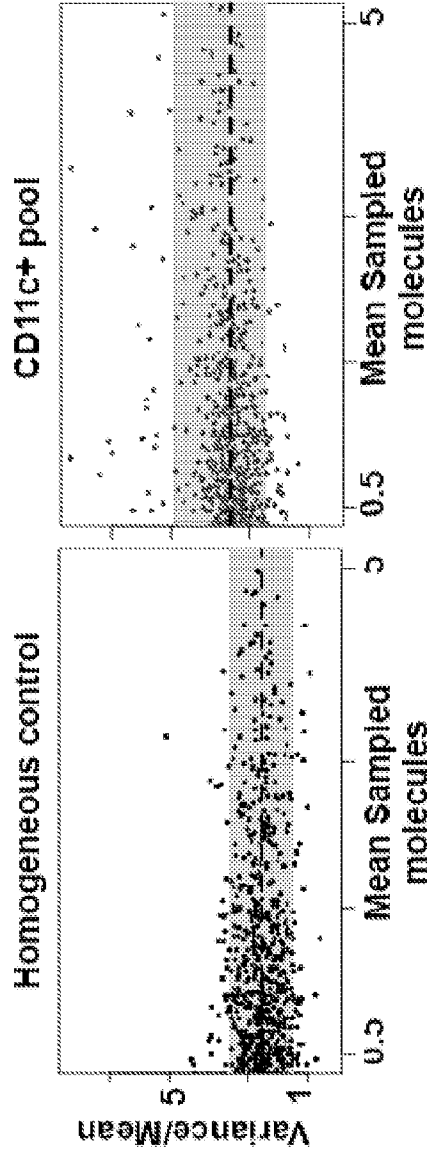 Homogeneous control
CD11c+ pool
Variance/Mean
5
1
0.5
5
Mean Sampled
molecules
0.5
5
Mean Sampled
molecules